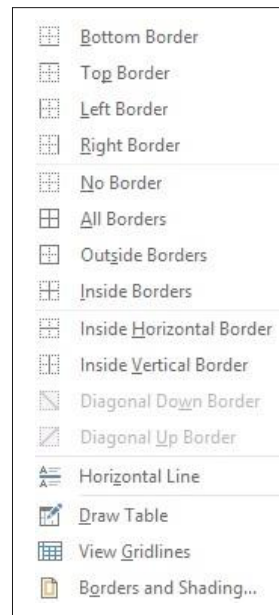 Bottom Border
Top Border
Left Border
Right Border
No Border
All Borders
Outside Borders
Inside Borders
Inside Horizontal Border
Inside Vertical Border
Diagonal Down Border
Diagonal Up Border
Horizontal Line
Draw Table
View Gridlines
Borders and Shading...